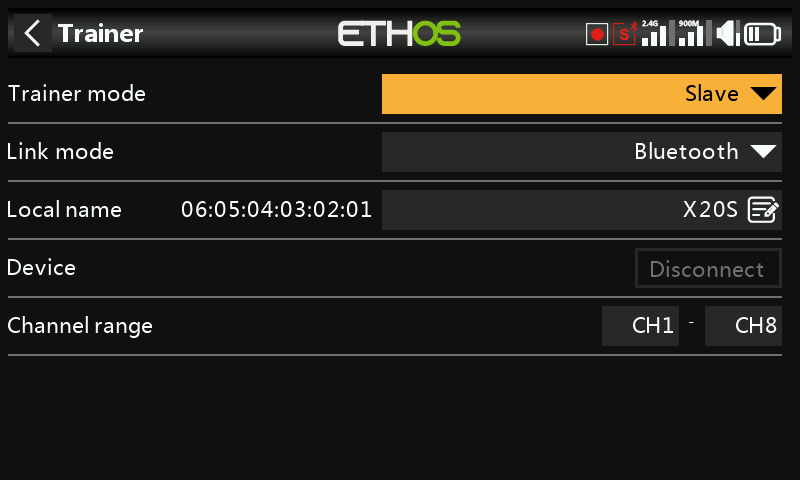 Trainer ETHOS S 2.4G 900M
Trainer mode Slave
Link mode Bluetooth
Local name 06:05:04:03:02:01 X20S
Device Disconnect
Channel range CH1 - CH8